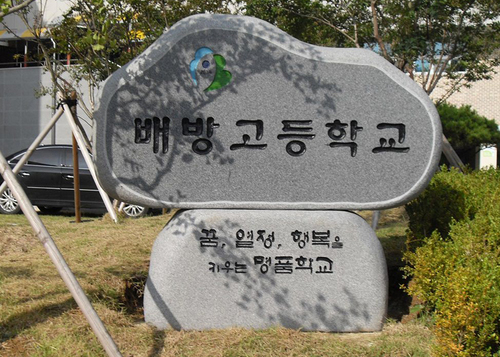 배방고등학교
꿈, 열정, 행복을
키우는 명품학교